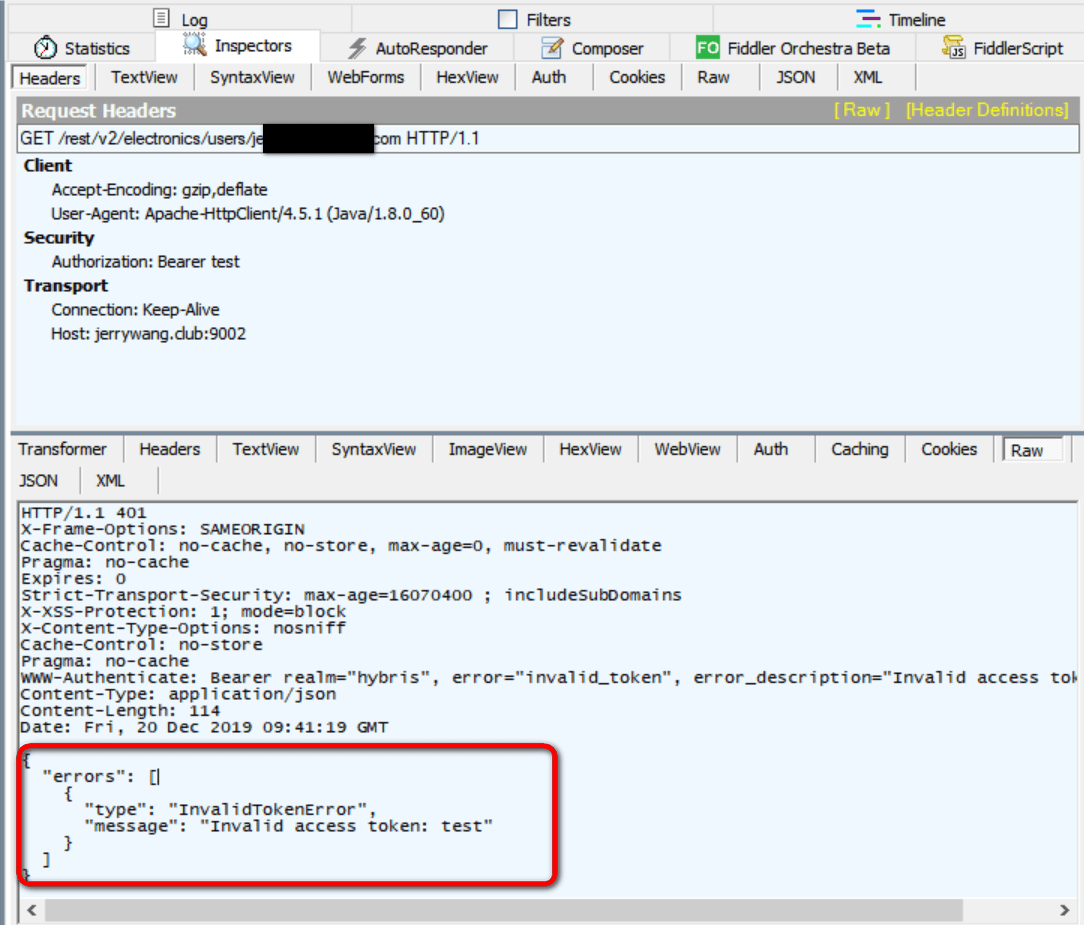 Log Filters Timeline
Statistics Inspectors AutoResponder Composer FO Fiddler Orchestra Beta JS FiddlerScript
Headers TextView SyntaxView WebForms HexView Auth Cookies Raw JSON XML
Request Headers [ Raw ] [Header Definitions]
GET /rest/v2/electronics/users/je com HTTP/1.1
Client
Accept-Encoding: gzip,deflate
User-Agent: Apache-HttpClient/4.5.1 (Java/1.8.0_60)
Security
Authorization: Bearer test
Transport
Connection: Keep-Alive
Host: jerrywang.club:9002
Transformer Headers TextView SyntaxView ImageView HexView WebView Auth Caching Cookies Raw
JSON XML
HTTP/1.1 401
X-Frame-Options: SAMEORIGIN
Cache-Control: no-cache, no-store, max-age=0, must-revalidate
Pragma: no-cache
Expires: 0
Strict-Transport-Security: max-age=16070400 ; includeSubDomains
X-XSS-Protection: 1; mode=block
X-Content-Type-Options: nosniff
Cache-Control: no-store
Pragma: no-cache
WWW-Authenticate: Bearer realm="hybris", error="invalid_token", error_description="Invalid access tok
Content-Type: application/json
Content-Length: 114
Date: Fri, 20 Dec 2019 09:41:19 GMT
{
"errors": [
{
"type": "InvalidTokenError",
"message": "Invalid access token: test"
}
]
}